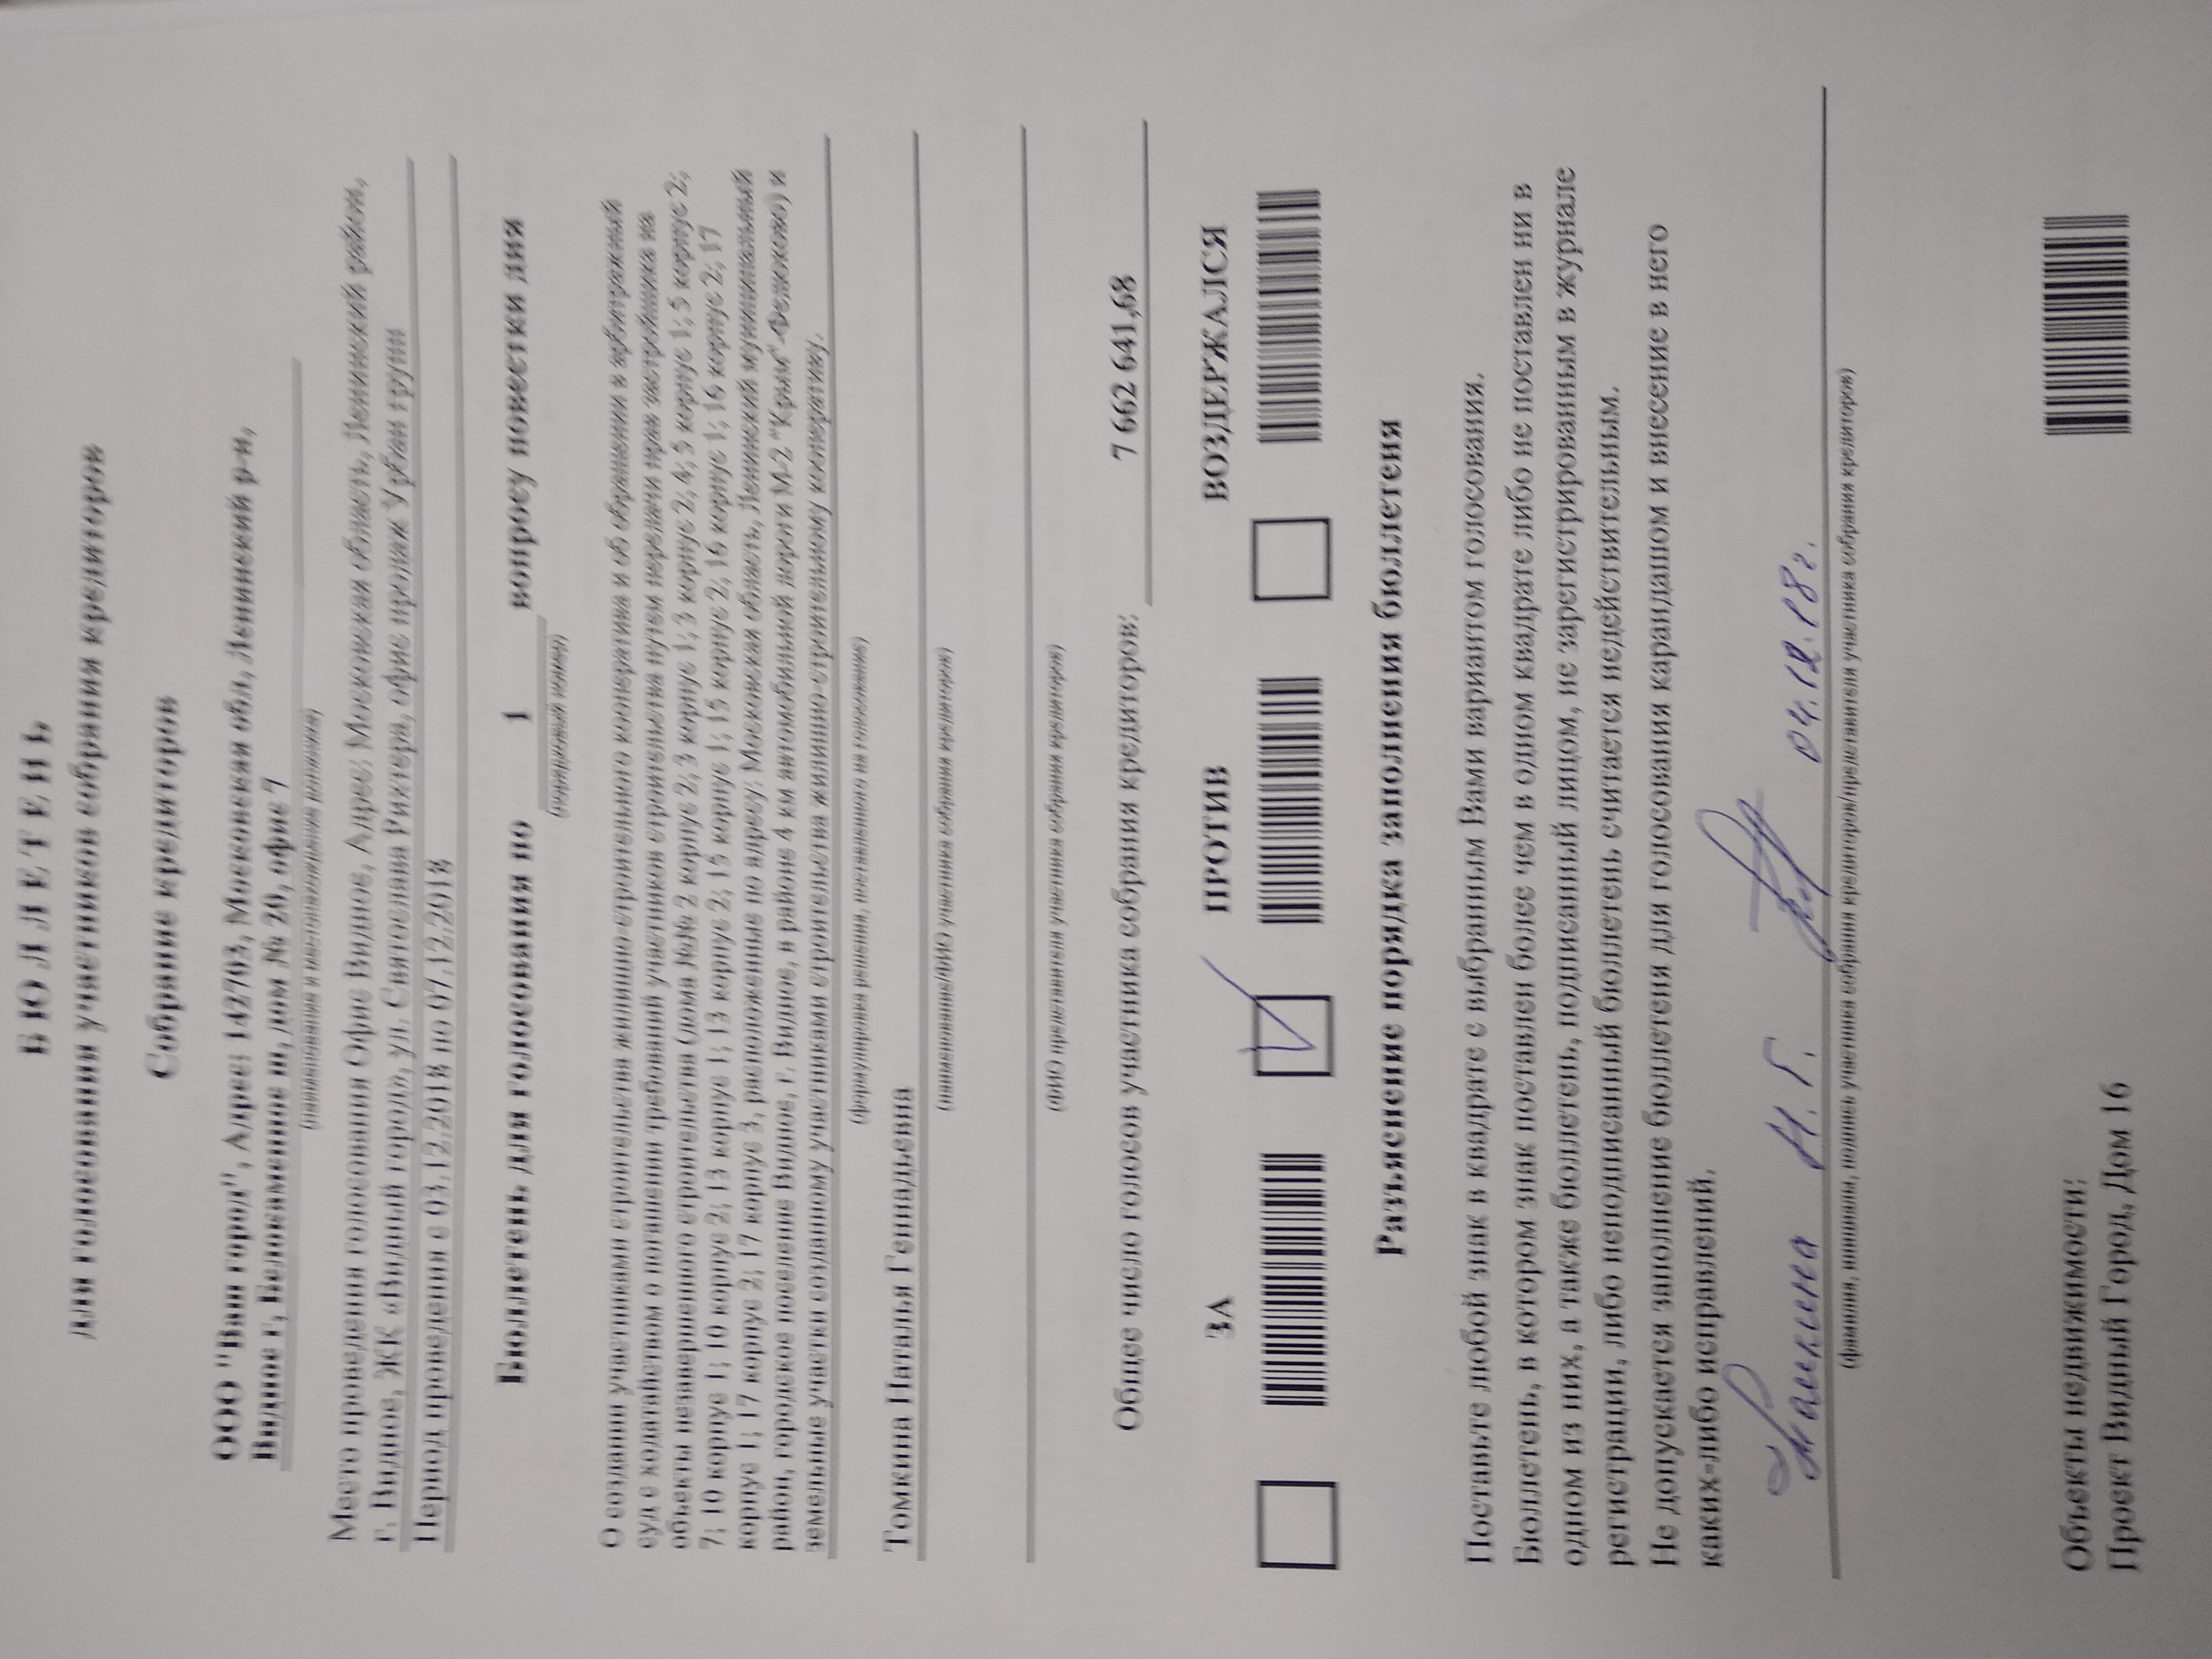 БЮЛЛЕТЕНЬ
для голосования участников собрания кредиторов
Собрание кредиторов
ООО "Ваш город", Адрес: 142703, Московская обл, Ленинский р-н,
Видное г, Белокаменное ш, дом № 20, офис 7
(наименование и местонахождение должника)
Место проведения голосования Офис Видное, Адрес: Московская область, Ленинский район,
г. Видное, ЖК «Видный город», ул. Святослава Рихтера, офис продаж Урбан групп
Период проведения с 03.12.2018 по 07.12.2018
Бюллетень для голосования по 1 вопросу повестки дня
(порядковый номер)
О создании участниками строительства жилищно-строительного кооператива и об обращении в арбитражный
суд с ходатайством о погашении требований участников строительства путем передачи прав застройщика на
объекты незавершенного строительства (дома №№ 2 корпус 2; 3 корпус 1; 3 корпус 2; 4; 5 корпус 1; 5 корпус 2;
7; 10 корпус 1; 10 корпус 2; 13 корпус 1; 13 корпус 2; 15 корпус 1; 15 корпус 2; 16 корпус 1; 16 корпус 2; 17
корпус 1; 17 корпус 2; 17 корпус 3, расположенные по адресу: Московская область, Ленинский муниципальный
район, городское поселение Видное, г. Видное, в районе 4 км автомобильной дороги М-2 "Крым"-Федюково) и
земельные участки созданному участниками строительства жилищно-строительному кооперативу.
(формулировка решения, поставленного на голосование)
Томкина Наталья Геннадьевна
(наименование/ФИО участника собрания кредиторов)
(ФИО представителя участника собрания кредиторов)
Общее число голосов участника собрания кредиторов: 7 662 641,68
ЗА ПРОТИВ ВОЗДЕРЖАЛСЯ
Разъяснение порядка заполнения бюллетеня
Поставьте любой знак в квадрате с выбранным Вами вариантом голосования.
Бюллетень, в котором знак поставлен более чем в одном квадрате либо не поставлен ни в
одном из них, а также бюллетень, подписанный лицом, не зарегистрированным в журнале
регистрации, либо неподписанный бюллетень считается недействительным.
Не допускается заполнение бюллетеня для голосования карандашом и внесение в него
каких-либо исправлений.
Томкина Н. Г. 04.12.18г.
(фамилия, инициалы, подпись участника собрания кредиторов/представителя участника собрания кредиторов)
Объекты недвижимости:
Проект Видный Город, Дом 16